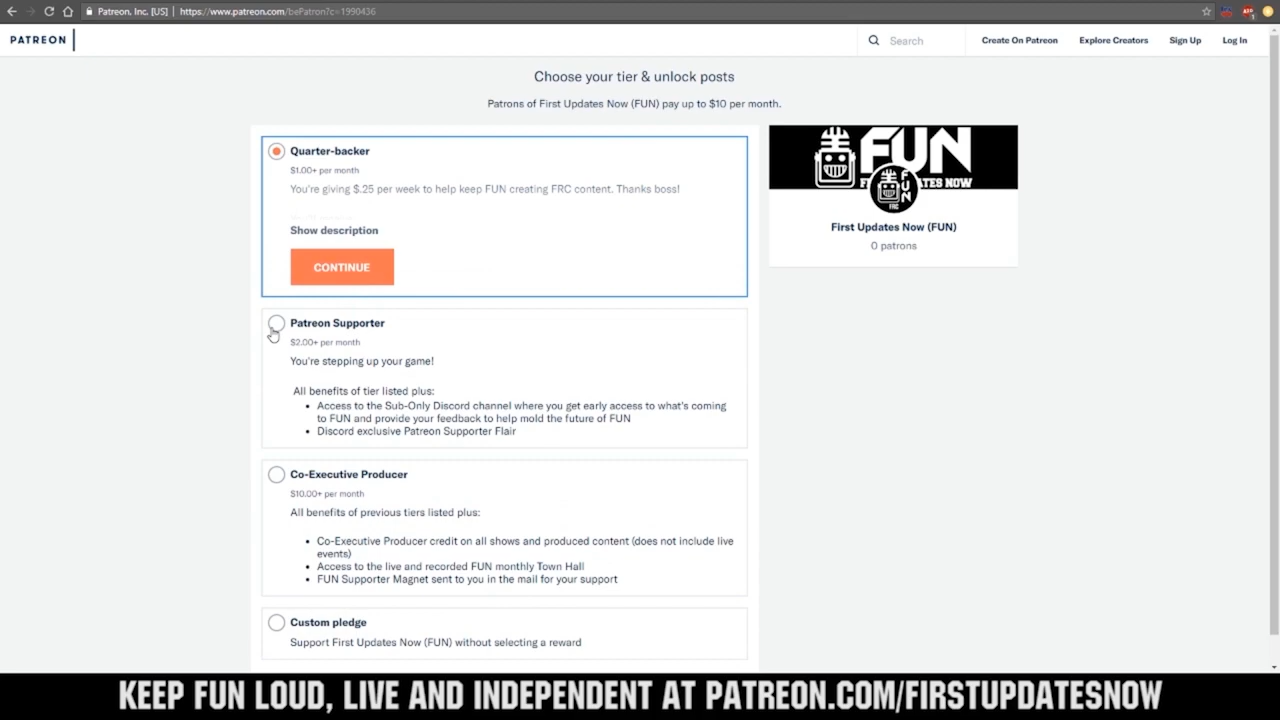 Patreon, Inc. [US] | https://www.patreon.com/bePatron?c=1990436
PATREON
Search
Create On Patreon
Explore Creators
Sign Up
Log In
Choose your tier & unlock posts
Patrons of First Updates Now (FUN) pay up to $10 per month.
Quarter-backer
$1.00+ per month
You're giving $.25 per week to help keep FUN creating FRC content. Thanks boss!
Show description
CONTINUE
Patreon Supporter
$2.00+ per month
You're stepping up your game!
All benefits of tier listed plus:
• Access to the Sub-Only Discord channel where you get early access to what's coming
to FUN and provide your feedback to help mold the future of FUN
• Discord exclusive Patreon Supporter Flair
Co-Executive Producer
$10.00+ per month
All benefits of previous tiers listed plus:
• Co-Executive Producer credit on all shows and produced content (does not include live
events)
• Access to the live and recorded FUN monthly Town Hall
• FUN Supporter Magnet sent to you in the mail for your support
Custom pledge
Support First Updates Now (FUN) without selecting a reward
FUN
FUN
FRC
First Updates Now (FUN)
0 patrons
KEEP FUN LOUD, LIVE AND INDEPENDENT AT PATREON.COM/FIRSTUPDATESNOW